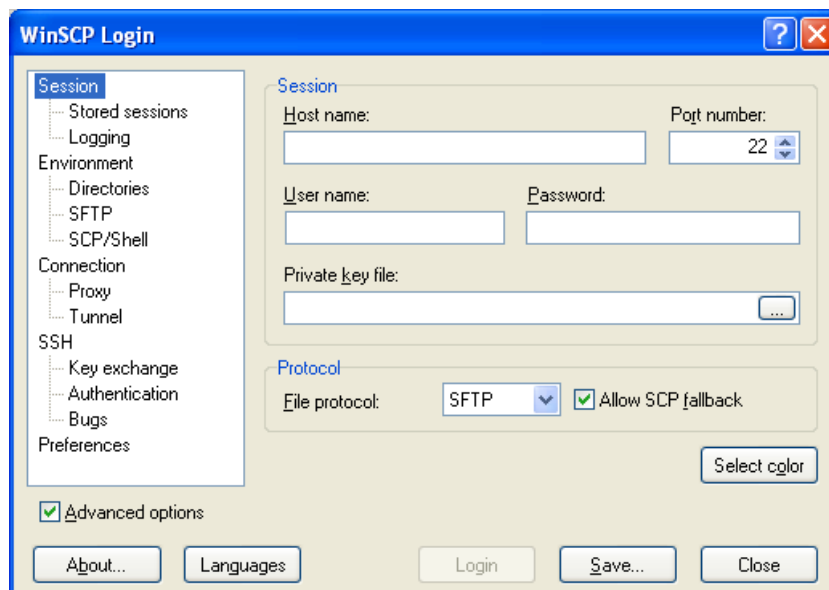 WinSCP Login
Session
Stored sessions
Logging
Environment
Directories
SFTP
SCP/Shell
Connection
Proxy
Tunnel
SSH
Key exchange
Authentication
Bugs
Preferences
Session
Host name: Port number:
22
User name: Password:
Private key file:
...
Protocol
File protocol: SFTP Allow SCP fallback
Select color
Advanced options
About... Languages Login Save... Close